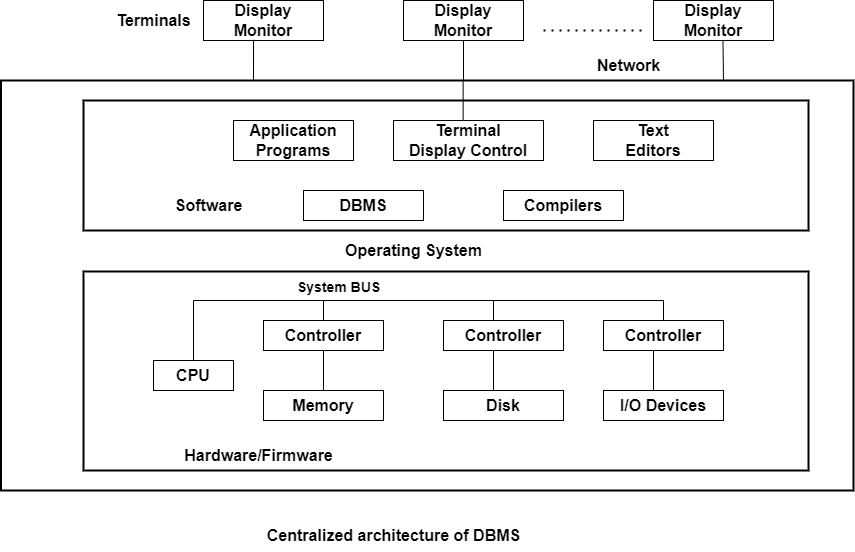 Terminals
Display
Monitor
Display
Monitor
.............
Display
Monitor
Network
Application
Programs
Terminal
Display Control
Text
Editors
Software
DBMS
Compilers
Operating System
System BUS
Controller
Controller
Controller
CPU
Memory
Disk
I/O Devices
Hardware/Firmware
Centralized architecture of DBMS